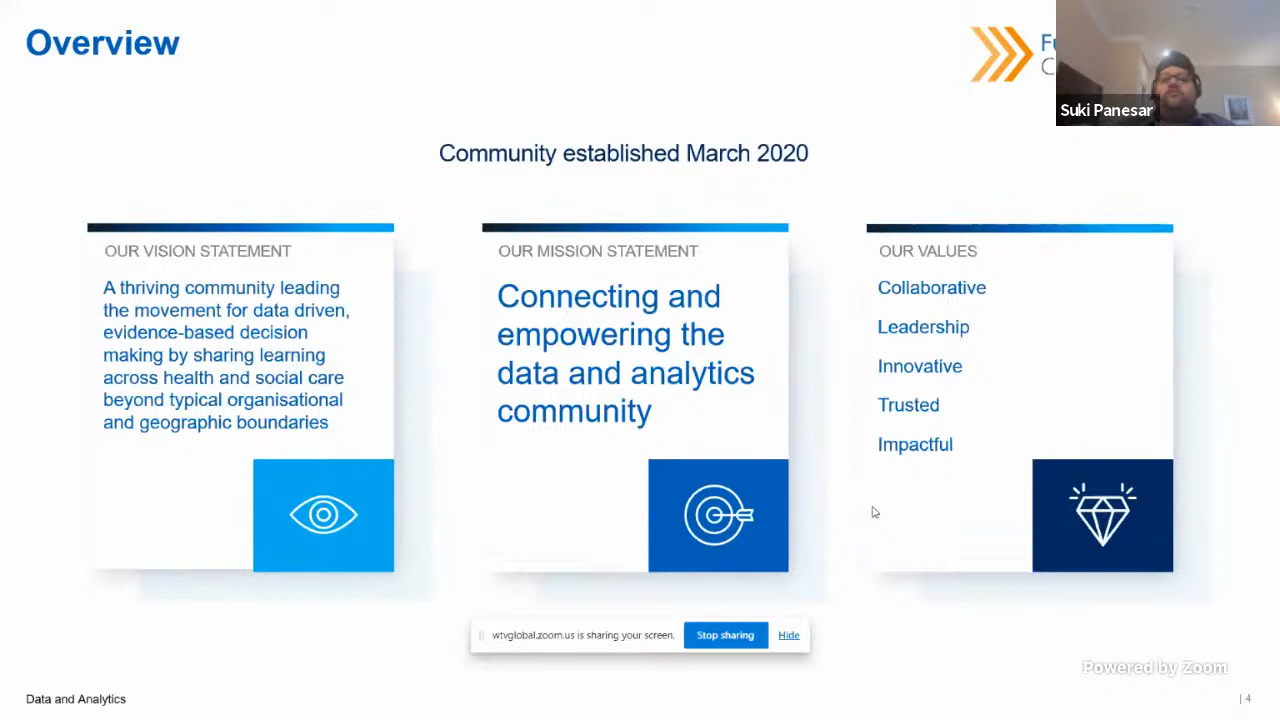 Overview
Suki Panesar
Community established March 2020
OUR VISION STATEMENT
A thriving community leading
the movement for data driven,
evidence-based decision
making by sharing learning
across health and social care
beyond typical organisational
and geographic boundaries
OUR MISSION STATEMENT
Connecting and
empowering the
data and analytics
community
OUR VALUES
Collaborative
Leadership
Innovative
Trusted
Impactful
wtvglobal.zoom.us is sharing your screen. Stop sharing Hide
Powered by Zoom
Data and Analytics
| 4